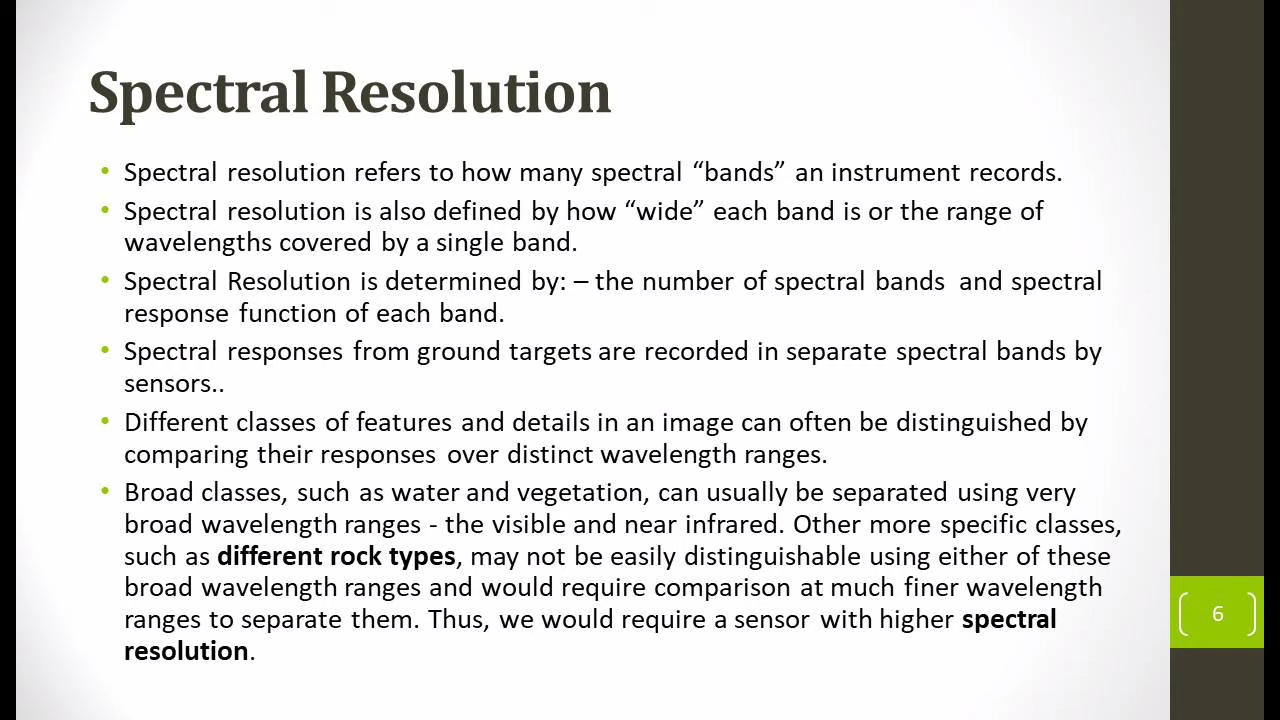 Spectral Resolution
• Spectral resolution refers to how many spectral “bands” an instrument records.
• Spectral resolution is also defined by how “wide” each band is or the range of
wavelengths covered by a single band.
• Spectral Resolution is determined by: – the number of spectral bands and spectral
response function of each band.
• Spectral responses from ground targets are recorded in separate spectral bands by
sensors..
• Different classes of features and details in an image can often be distinguished by
comparing their responses over distinct wavelength ranges.
• Broad classes, such as water and vegetation, can usually be separated using very
broad wavelength ranges - the visible and near infrared. Other more specific classes,
such as different rock types, may not be easily distinguishable using either of these
broad wavelength ranges and would require comparison at much finer wavelength
ranges to separate them. Thus, we would require a sensor with higher spectral
resolution.
6